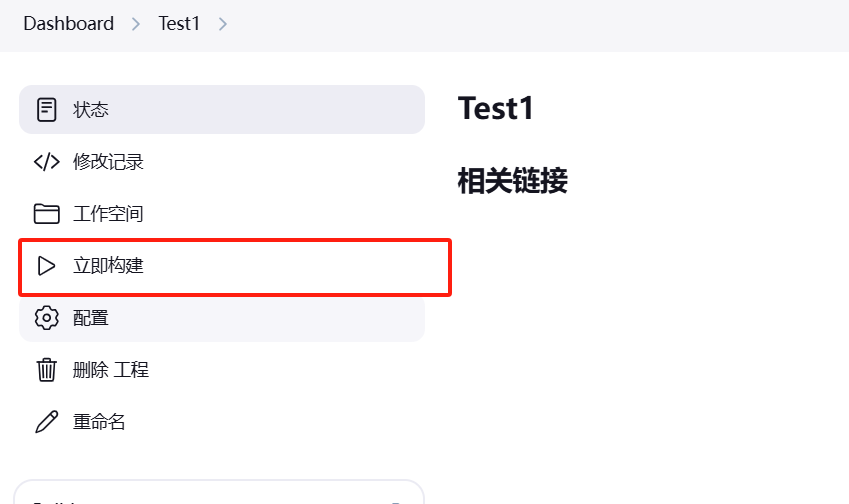 Dashboard > Test1 >
状态
修改记录
工作空间
立即构建
配置
删除 工程
重命名
Test1
相关链接